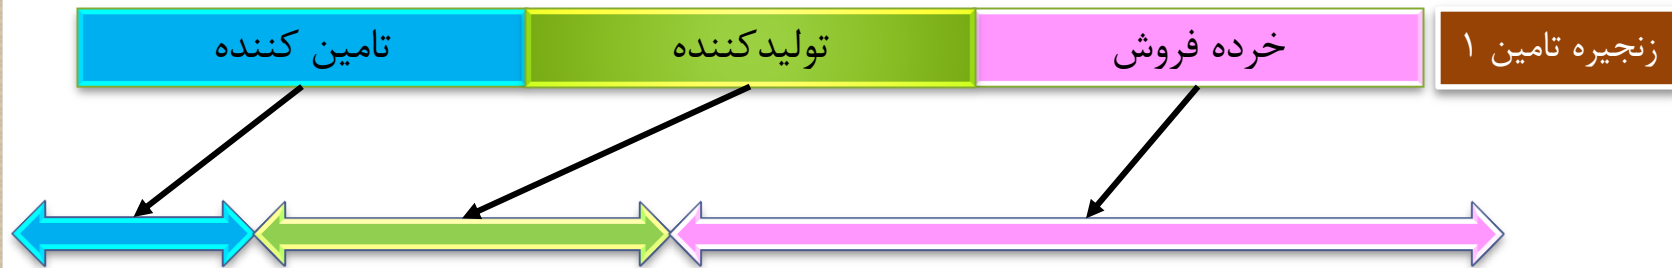 زنجیره تامین ۱
خرده فروش
تولیدکننده
تامین کننده